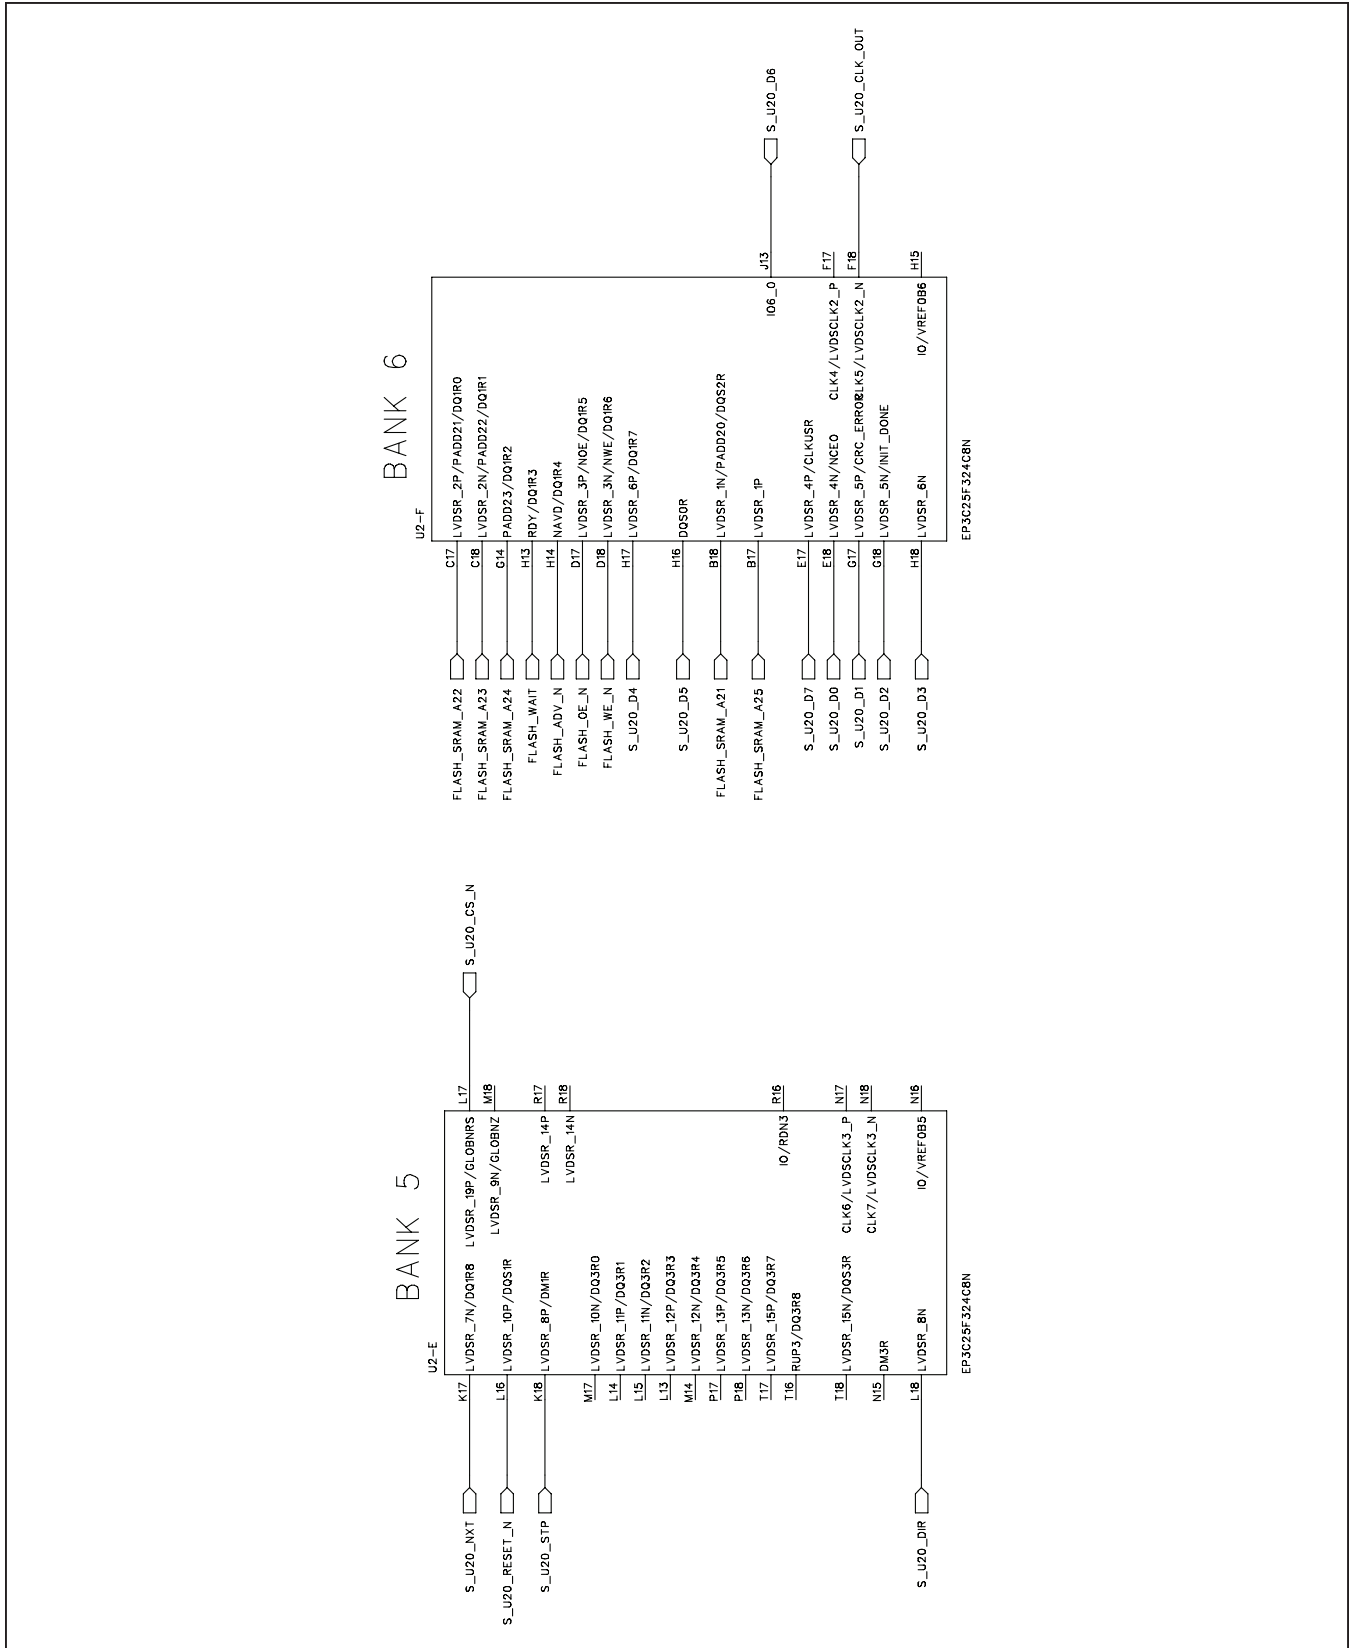 BANK 5
U2-E
S_U20_NXT K17 LVDSR_7N/DQ1R8 LVDSR_19P/GLOBNRS L17 S_U20_CS_N
LVDSR_9N/GLOBNZ M18
S_U20_RESET_N L16 LVDSR_10P/DQS1R
S_U20_STP K18 LVDSR_8P/DM1R LVDSR_14P R17
LVDSR_14N R18
M17 LVDSR_10N/DQ3R0
L14 LVDSR_11P/DQ3R1
L15 LVDSR_11N/DQ3R2
L13 LVDSR_12P/DQ3R3
M14 LVDSR_12N/DQ3R4
P17 LVDSR_13P/DQ3R5
P18 LVDSR_13N/DQ3R6
T17 LVDSR_15P/DQ3R7
IO/RDN3 R16
T16 RUP3/DQ3R8
T18 LVDSR_15N/DQS3R CLK6/LVDSCLK3_P N17
CLK7/LVDSCLK3_N N18
N15 DM3R
S_U20_DIR L18 LVDSR_8N IO/VREFOB5 N16
EP3C25F324C8N
BANK 6
U2-F
FLASH_SRAM_A22 C17 LVDSR_2P/PADD21/DQ1R0
FLASH_SRAM_A23 C18 LVDSR_2N/PADD22/DQ1R1
FLASH_SRAM_A24 G14 PADD23/DQ1R2
FLASH_WAIT H13 RDY/DQ1R3
FLASH_ADV_N H14 NAVD/DQ1R4
FLASH_OE_N D17 LVDSR_3P/NOE/DQ1R5
FLASH_WE_N D18 LVDSR_3N/NWE/DQ1R6
S_U20_D4 H17 LVDSR_6P/DQ1R7
S_U20_D5 H16 DQS0R
FLASH_SRAM_A21 B18 LVDSR_1N/PADD20/DQS2R
FLASH_SRAM_A25 B17 LVDSR_1P
IO6_0 J13 S_U20_D6
S_U20_D7 E17 LVDSR_4P/CLKUSR
S_U20_D0 E18 LVDSR_4N/NCEO CLK4/LVDSCLK2_P F17
S_U20_D1 G17 LVDSR_5P/CRC_ERROR CLK5/LVDSCLK2_N F18 S_U20_CLK_OUT
S_U20_D2 G18 LVDSR_5N/INIT_DONE
S_U20_D3 H18 LVDSR_6N IO/VREFOB6 H15
EP3C25F324C8N